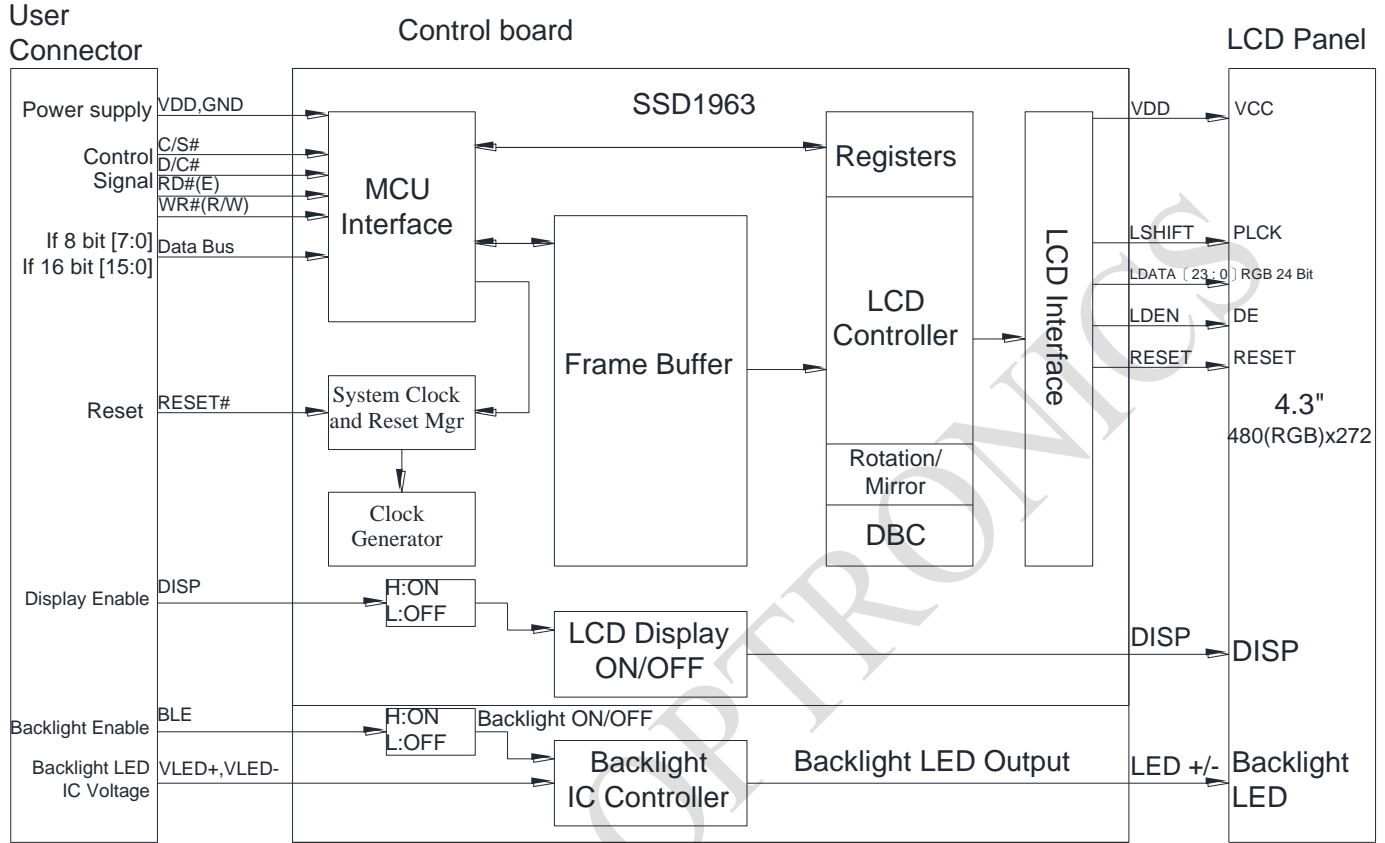 User
Connector
Control board
LCD Panel
Power supply
VDD,GND
Control
Signal
C/S#
D/C#
RD#(E)
WR#(R/W)
If 8 bit [7:0]
If 16 bit [15:0]
Data Bus
Reset
RESET#
Display Enable
DISP
Backlight Enable
BLE
Backlight LED
IC Voltage
VLED+,VLED-
SSD1963
MCU
Interface
System Clock
and Reset Mgr
Clock
Generator
Frame Buffer
Registers
LCD
Controller
Rotation/
Mirror
DBC
LCD Interface
H:ON
L:OFF
LCD Display
ON/OFF
H:ON
L:OFF
Backlight ON/OFF
Backlight
IC Controller
Backlight LED Output
VDD
VCC
LSHIFT
PLCK
LDATA〔23:0〕RGB 24 Bit
LDEN
DE
RESET
RESET
4.3"
480(RGB)x272
DISP
DISP
LED +/-
Backlight
LED
OPTRONICS